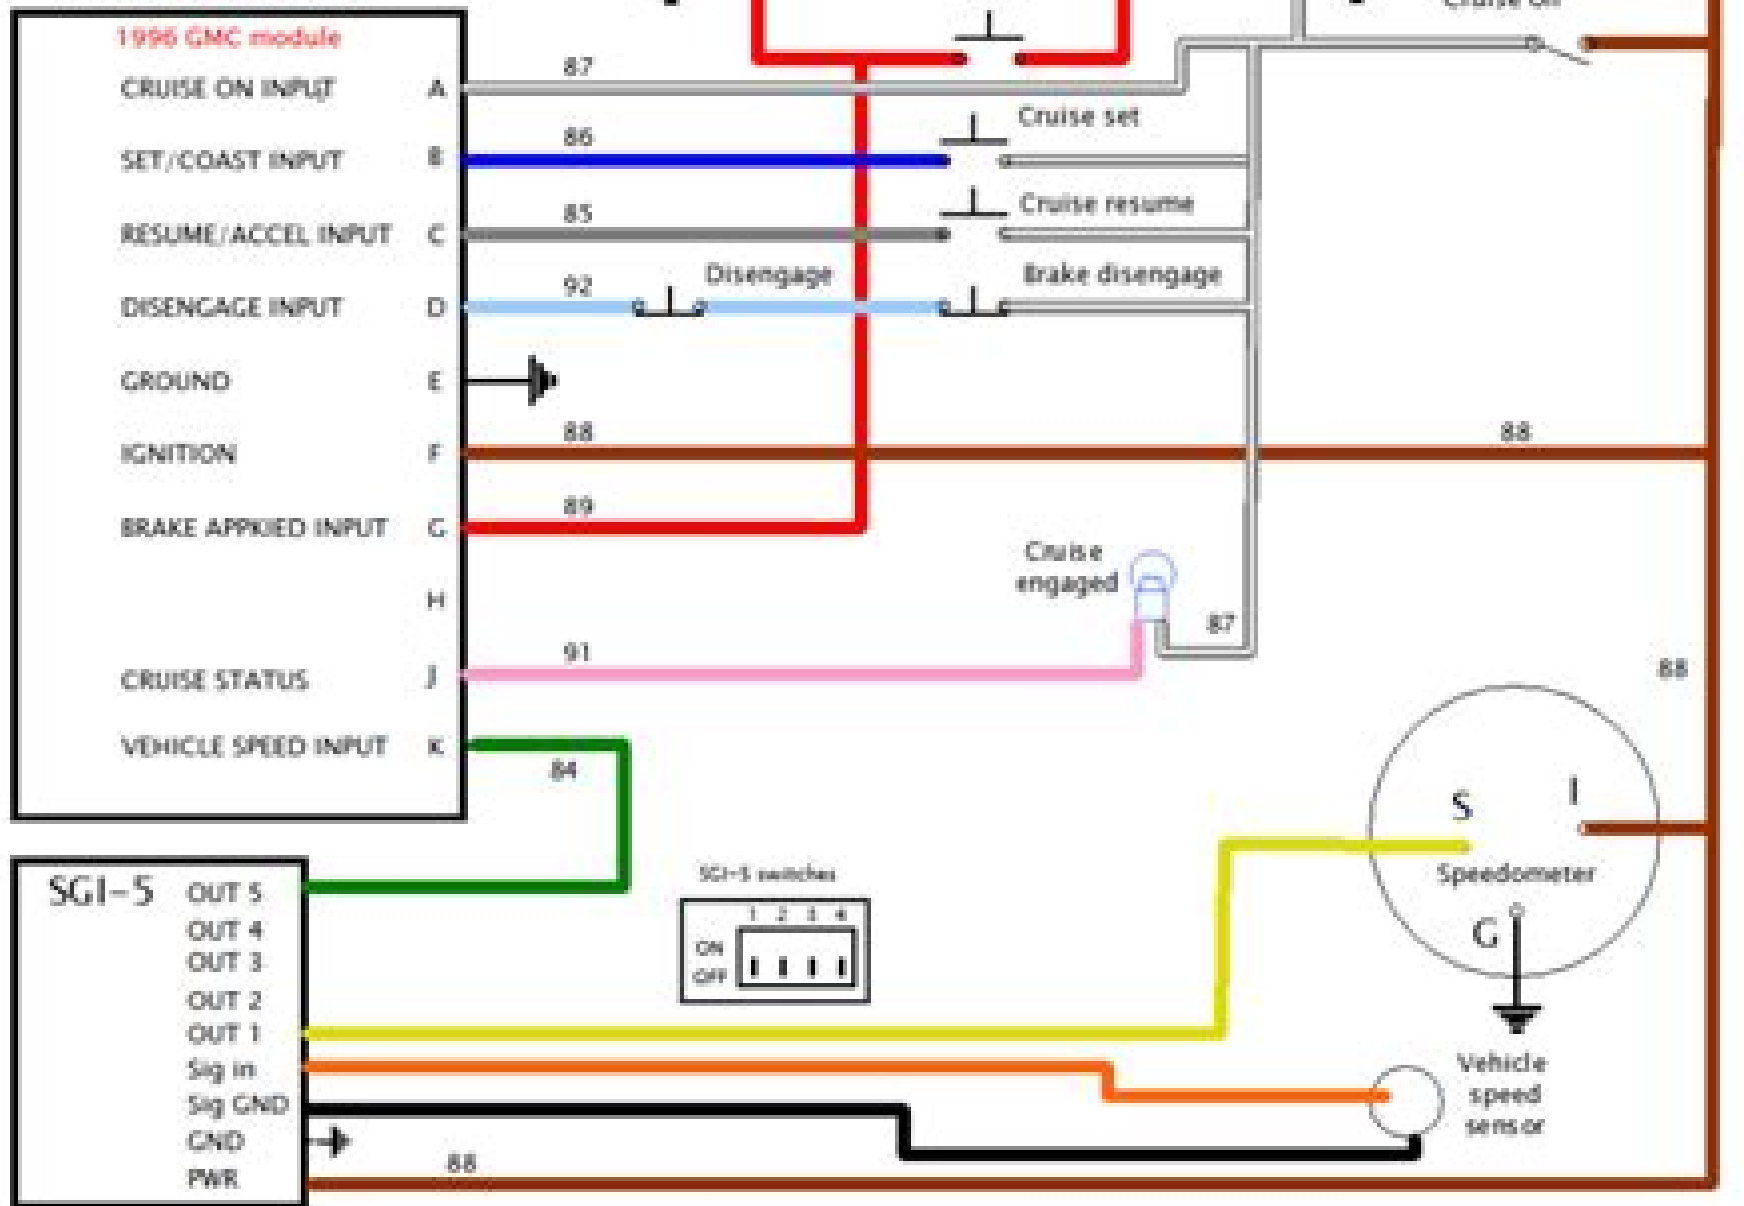 Cruise on
1996 GMC module
CRUISE ON INPUT A 87
Cruise set
SET/COAST INPUT B 86
Cruise resume
RESUME/ACCEL INPUT C 85
Disengage Brake disengage
DISENGAGE INPUT D 92
GROUND E
IGNITION F 88 88
BRAKE APPKIED INPUT G 89
Cruise
engaged
H
87
CRUISE STATUS J 91
88
VEHICLE SPEED INPUT K
84
S I
Speedometer
G
SGI-5 OUT 5
OUT 4
OUT 3
OUT 2
OUT 1
Sig in
Sig GND
GND
PWR 88
SGI-5 switches
1 2 3 4
ON
OFF
Vehicle
speed
sensor